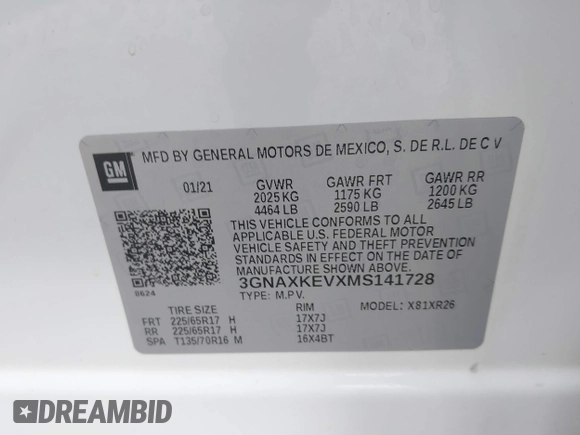 GM
MFD BY GENERAL MOTORS DE MEXICO, S. DE R.L. DE C V
01/21 GVWR GAWR FRT GAWR RR
2025 KG 1175 KG 1200 KG
4464 LB 2590 LB 2645 LB
THIS VEHICLE CONFORMS TO ALL
APPLICABLE U.S. FEDERAL MOTOR
VEHICLE SAFETY AND THEFT PREVENTION
STANDARDS IN EFFECT ON THE DATE OF
MANUFACTURE SHOWN ABOVE.
3GNAXKEVXMS141728
TYPE: M.P.V. MODEL: X81XR26
8624
TIRE SIZE RIM
FRT 225/65R17 H 17X7J
RR 225/65R17 H 17X7J
SPA T135/70R16 M 16X4BT
DREAMBID